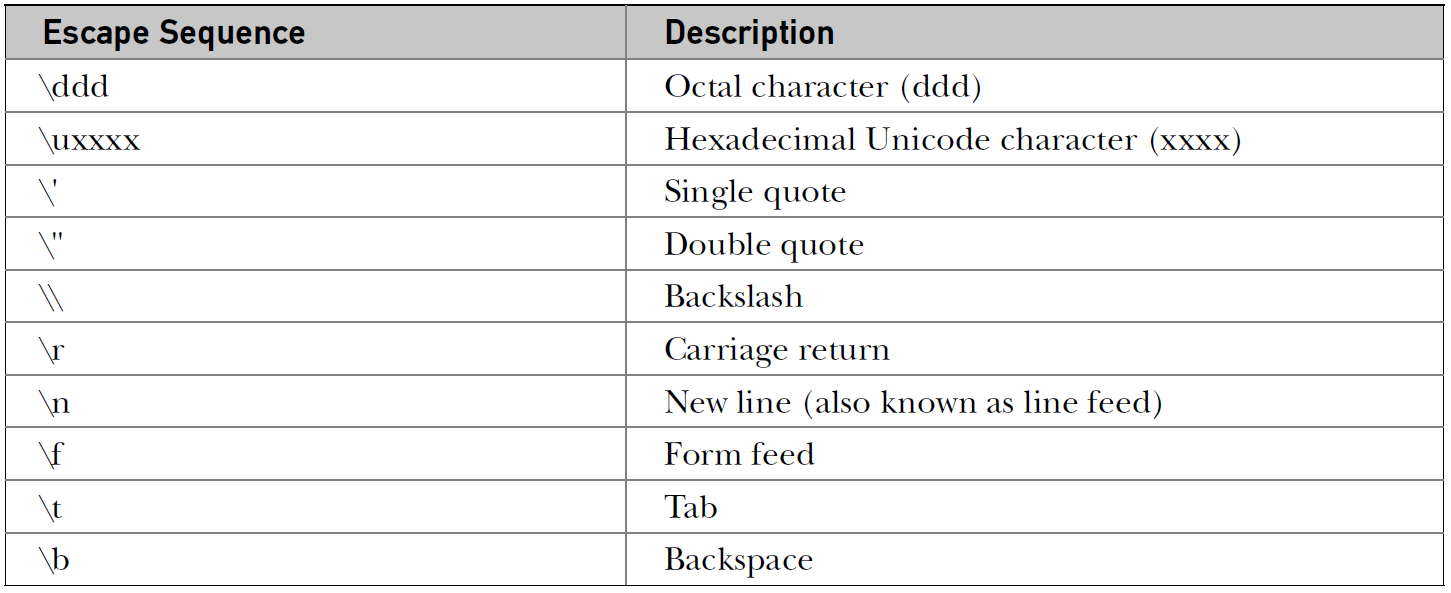 Escape Sequence Description
\ddd Octal character (ddd)
\uxxxx Hexadecimal Unicode character (xxxx)
\' Single quote
\" Double quote
\\ Backslash
\r Carriage return
\n New line (also known as line feed)
\f Form feed
\t Tab
\b Backspace